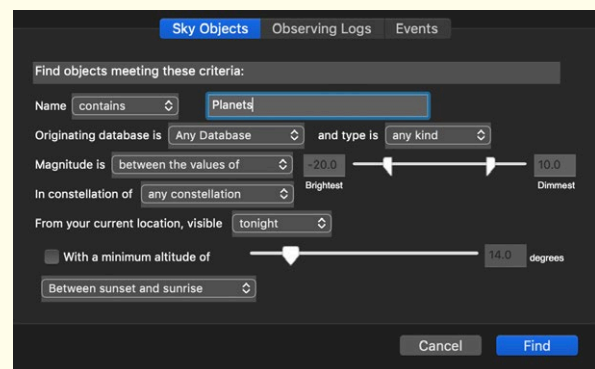 Sky Objects Observing Logs Events
Find objects meeting these criteria:
Name contains Planets
Originating database is Any Database and type is any kind
Magnitude is between the values of -20.0 10.0
Brightest Dimmest
In constellation of any constellation
From your current location, visible tonight
With a minimum altitude of 14.0 degrees
Between sunset and sunrise
Cancel Find